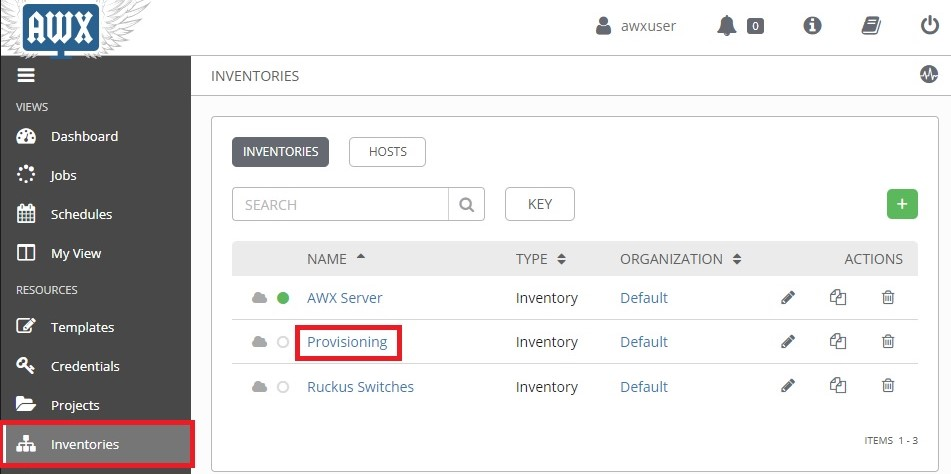 AWX
awxuser
0
VIEWS
Dashboard
Jobs
Schedules
My View
RESOURCES
Templates
Credentials
Projects
Inventories
INVENTORIES
INVENTORIES HOSTS
SEARCH KEY +
NAME TYPE ORGANIZATION ACTIONS
AWX Server Inventory Default
Provisioning Inventory Default
Ruckus Switches Inventory Default
ITEMS 1 - 3